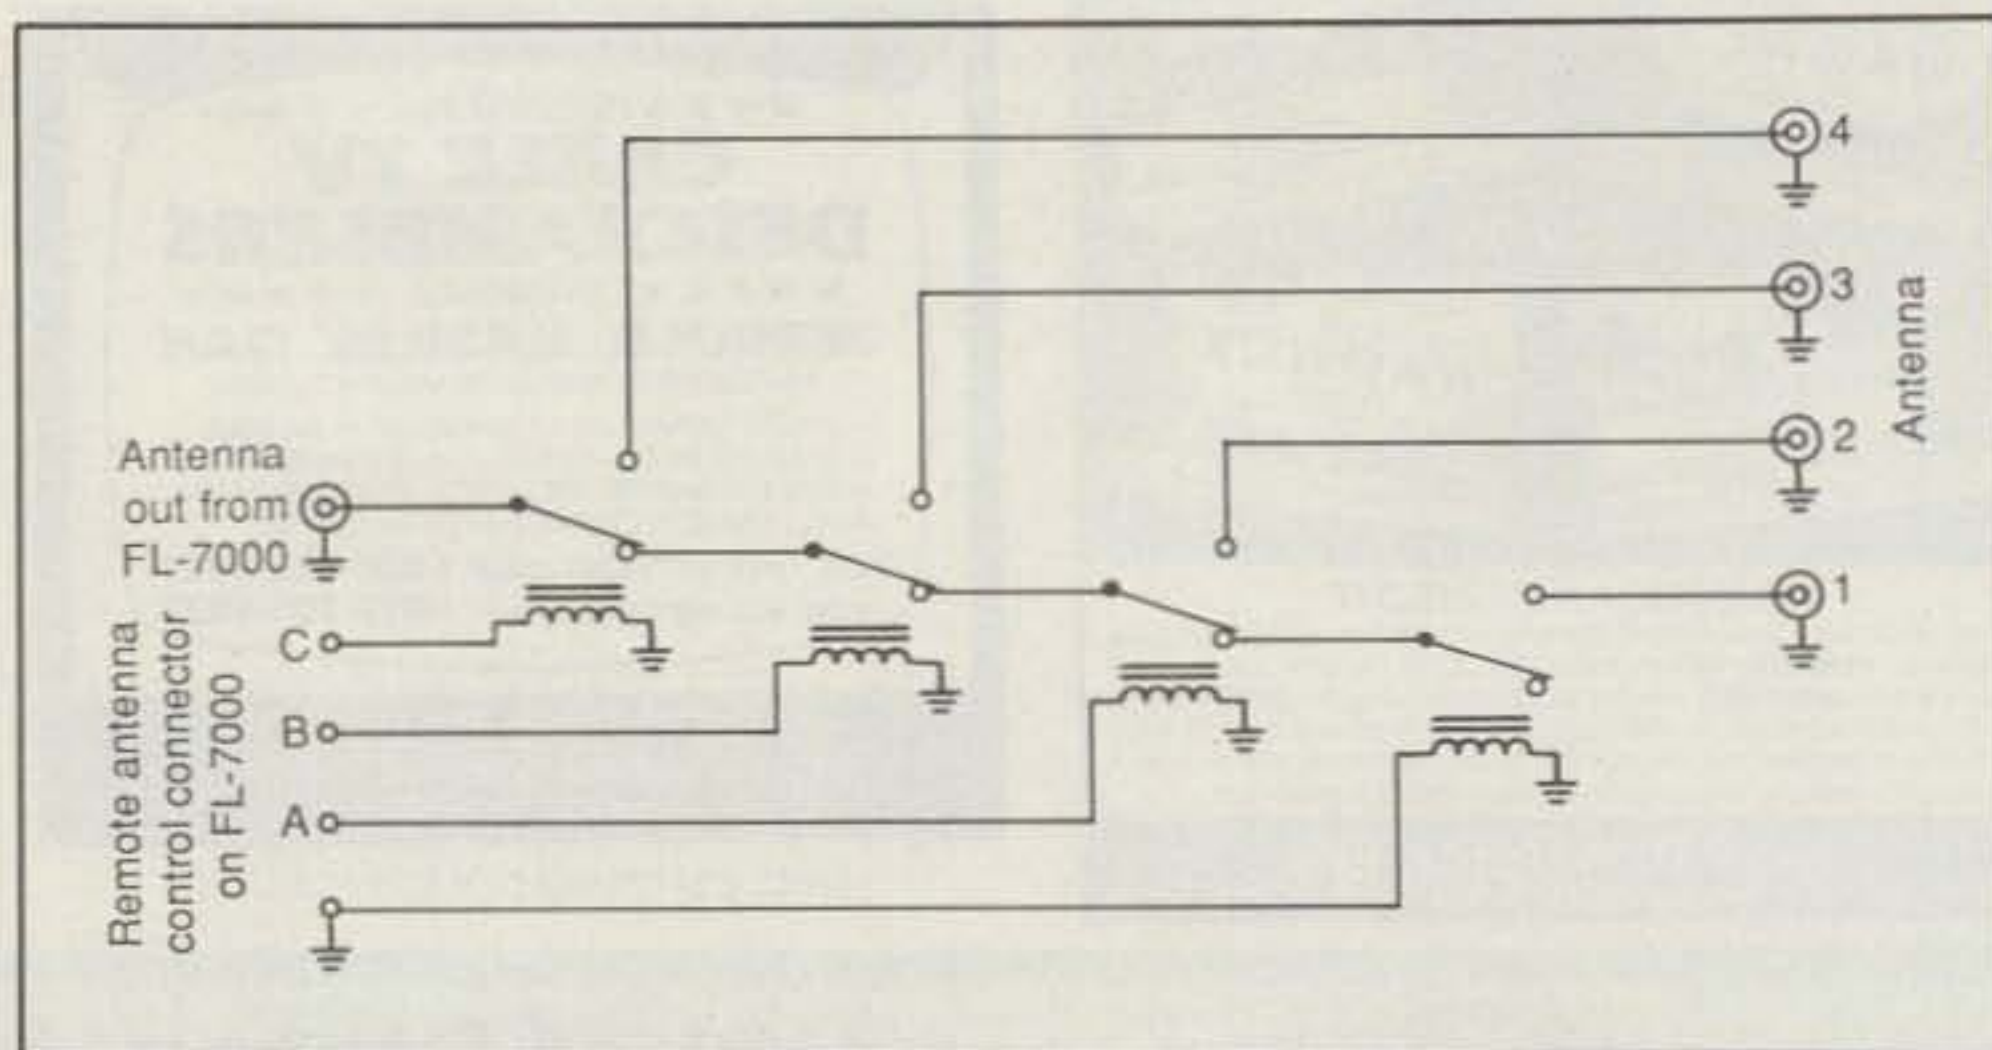 4
3
Antenna
2
Antenna
out from
FL-7000
1
Remote antenna
control connector
on FL-7000
C
B
A